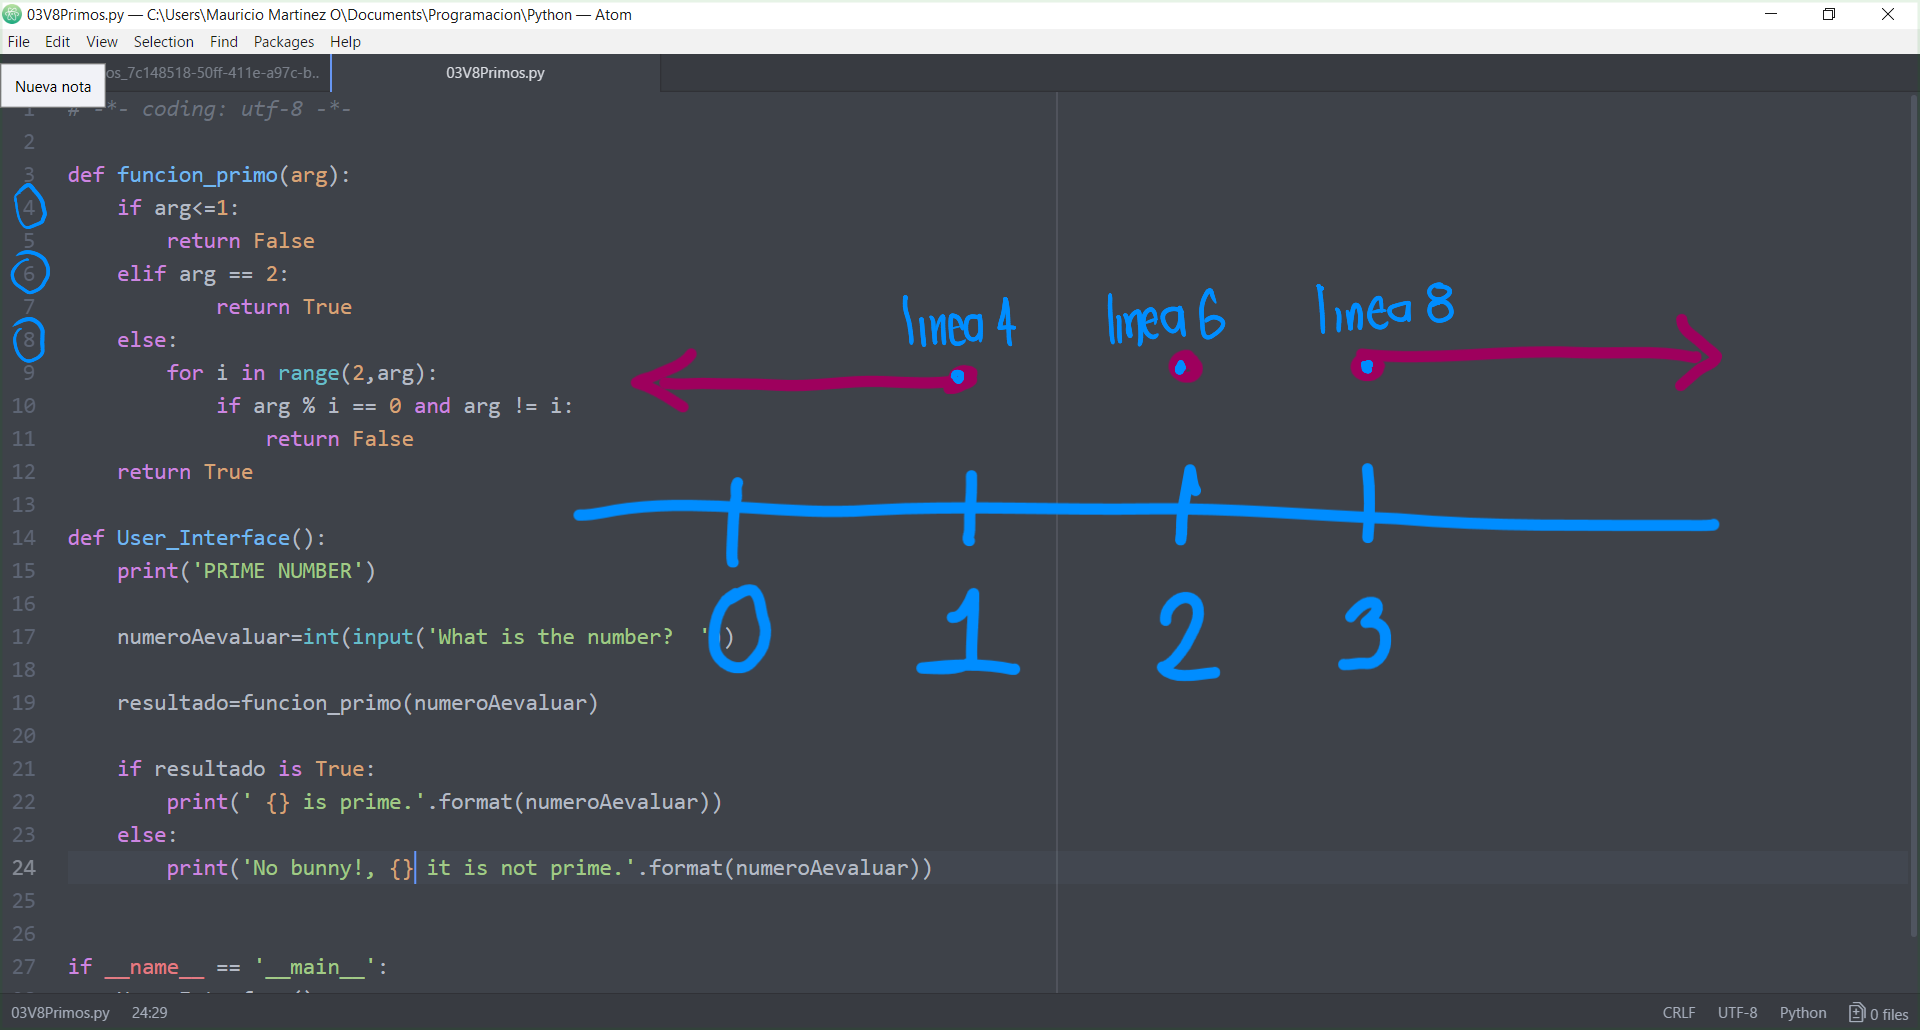 03V8Primos.py — C:\Users\Mauricio Martinez O\Documents\Programacion\Python — Atom
File Edit View Selection Find Packages Help
Nueva nota
os_7c148518-50ff-411e-a97c-b.. 03V8Primos.py
1 # -*- coding: utf-8 -*-
2
3 def funcion_primo(arg):
4 if arg<=1:
5 return False
6 elif arg == 2:
7 return True
8 else:
9 for i in range(2,arg):
10 if arg % i == 0 and arg != i:
11 return False
12 return True
13
14 def User_Interface():
15 print('PRIME NUMBER')
16
17 numeroAevaluar=int(input('What is the number? '))
18
19 resultado=funcion_primo(numeroAevaluar)
20
21 if resultado is True:
22 print(' {} is prime.'.format(numeroAevaluar))
23 else:
24 print('No bunny!, {} it is not prime.'.format(numeroAevaluar))
25
26
27 if __name__ == '__main__':
linea 4 linea 6 linea 8
0 1 2 3
03V8Primos.py 24:29 CRLF UTF-8 Python 0 files